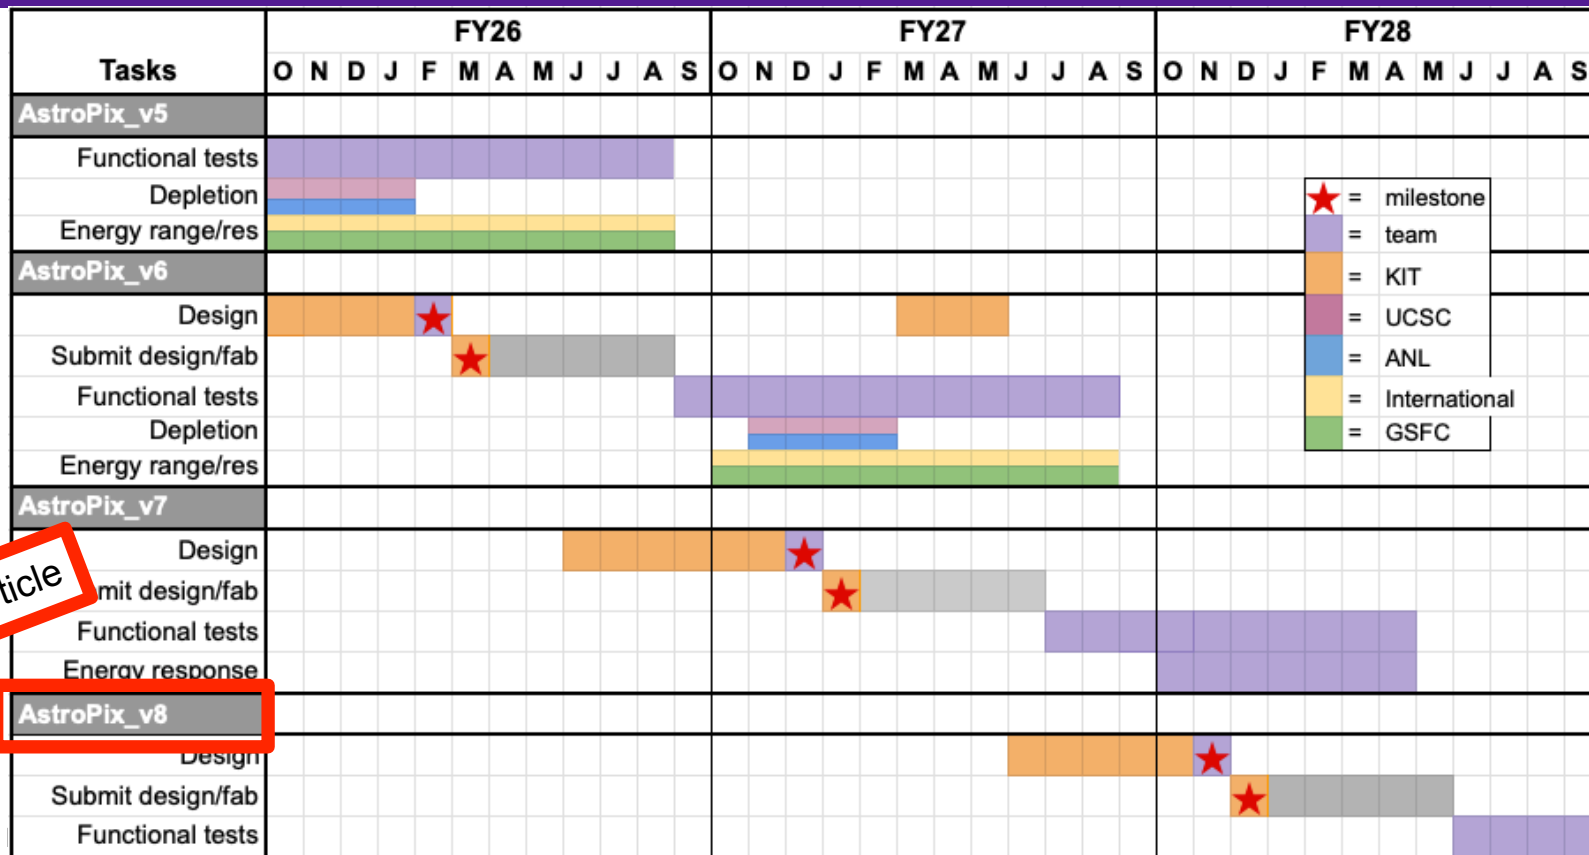 FY26 FY27 FY28
Tasks O N D J F M A M J J A S O N D J F M A M J J A S O N D J F M A M J J A S
AstroPix_v5
Functional tests
Depletion
Energy range/res
= milestone
= team
= KIT
= UCSC
= ANL
= International
= GSFC
AstroPix_v6
Design
Submit design/fab
Functional tests
Depletion
Energy range/res
AstroPix_v7
Design
design/fab
Functional tests
Energy response
AstroPix_v8
Design
Submit design/fab
Functional tests